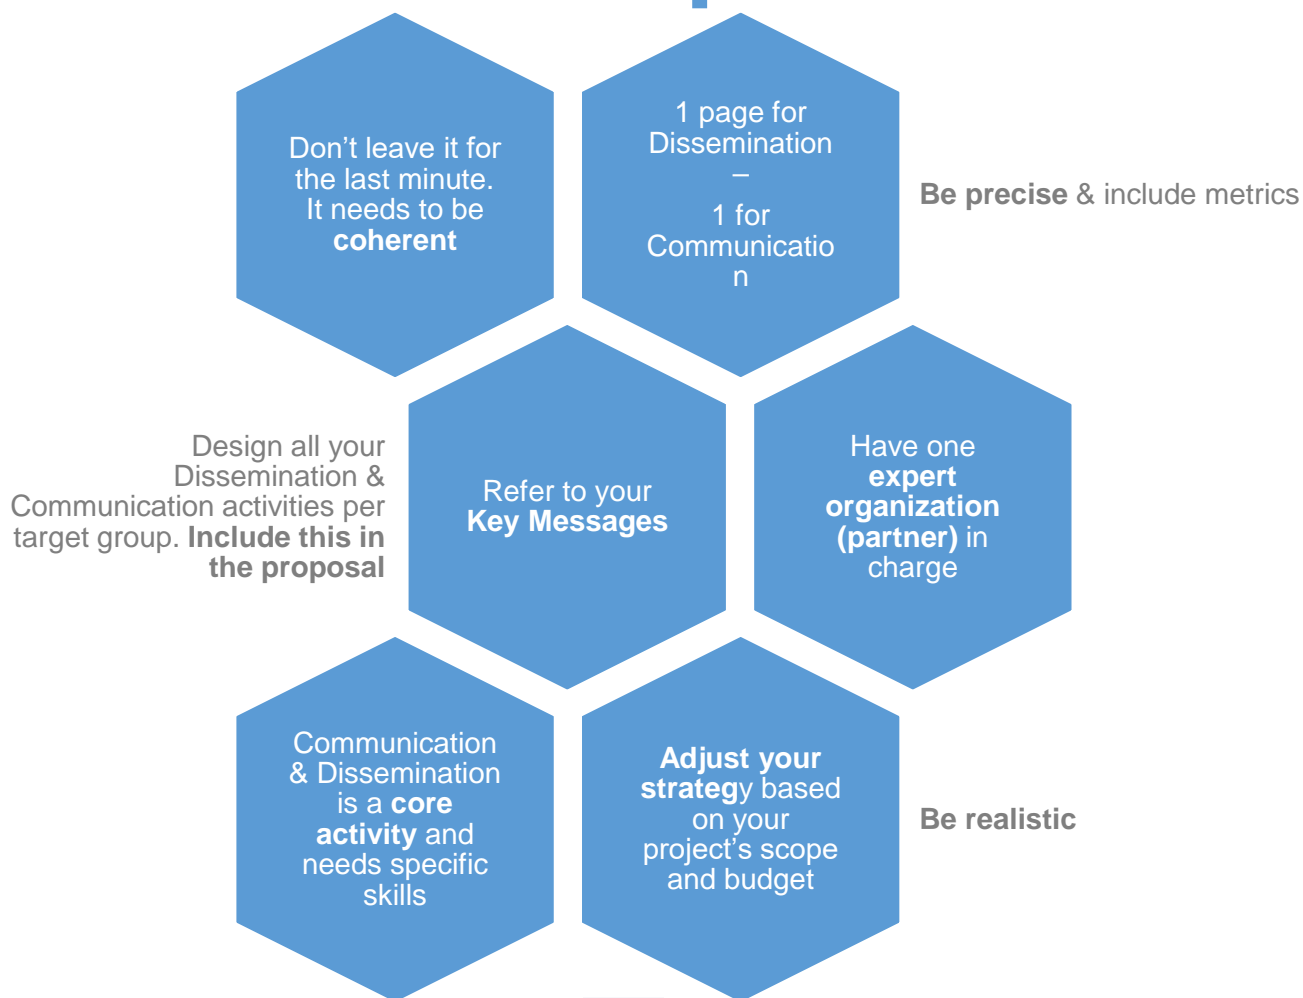 Don’t leave it for
the last minute.
It needs to be
coherent
1 page for
Dissemination
–
1 for
Communicatio
n
Be precise & include metrics
Design all your
Dissemination &
Communication activities per
target group. Include this in
the proposal
Refer to your
Key Messages
Have one
expert
organization
(partner) in
charge
Communication
& Dissemination
is a core
activity and
needs specific
skills
Adjust your
strategy based
on your
project’s scope
and budget
Be realistic